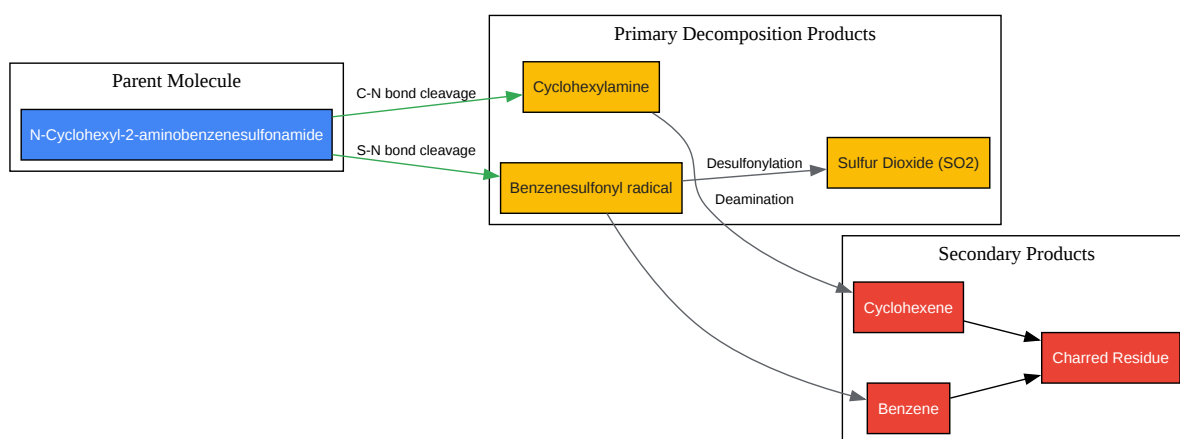 Parent Molecule
N-Cyclohexyl-2-aminobenzenesulfonamide
C-N bond cleavage
S-N bond cleavage
Primary Decomposition Products
Cyclohexylamine
Benzenesulfonyl radical
Desulfonylation
Sulfur Dioxide (SO2)
Deamination
Secondary Products
Cyclohexene
Benzene
Charred Residue